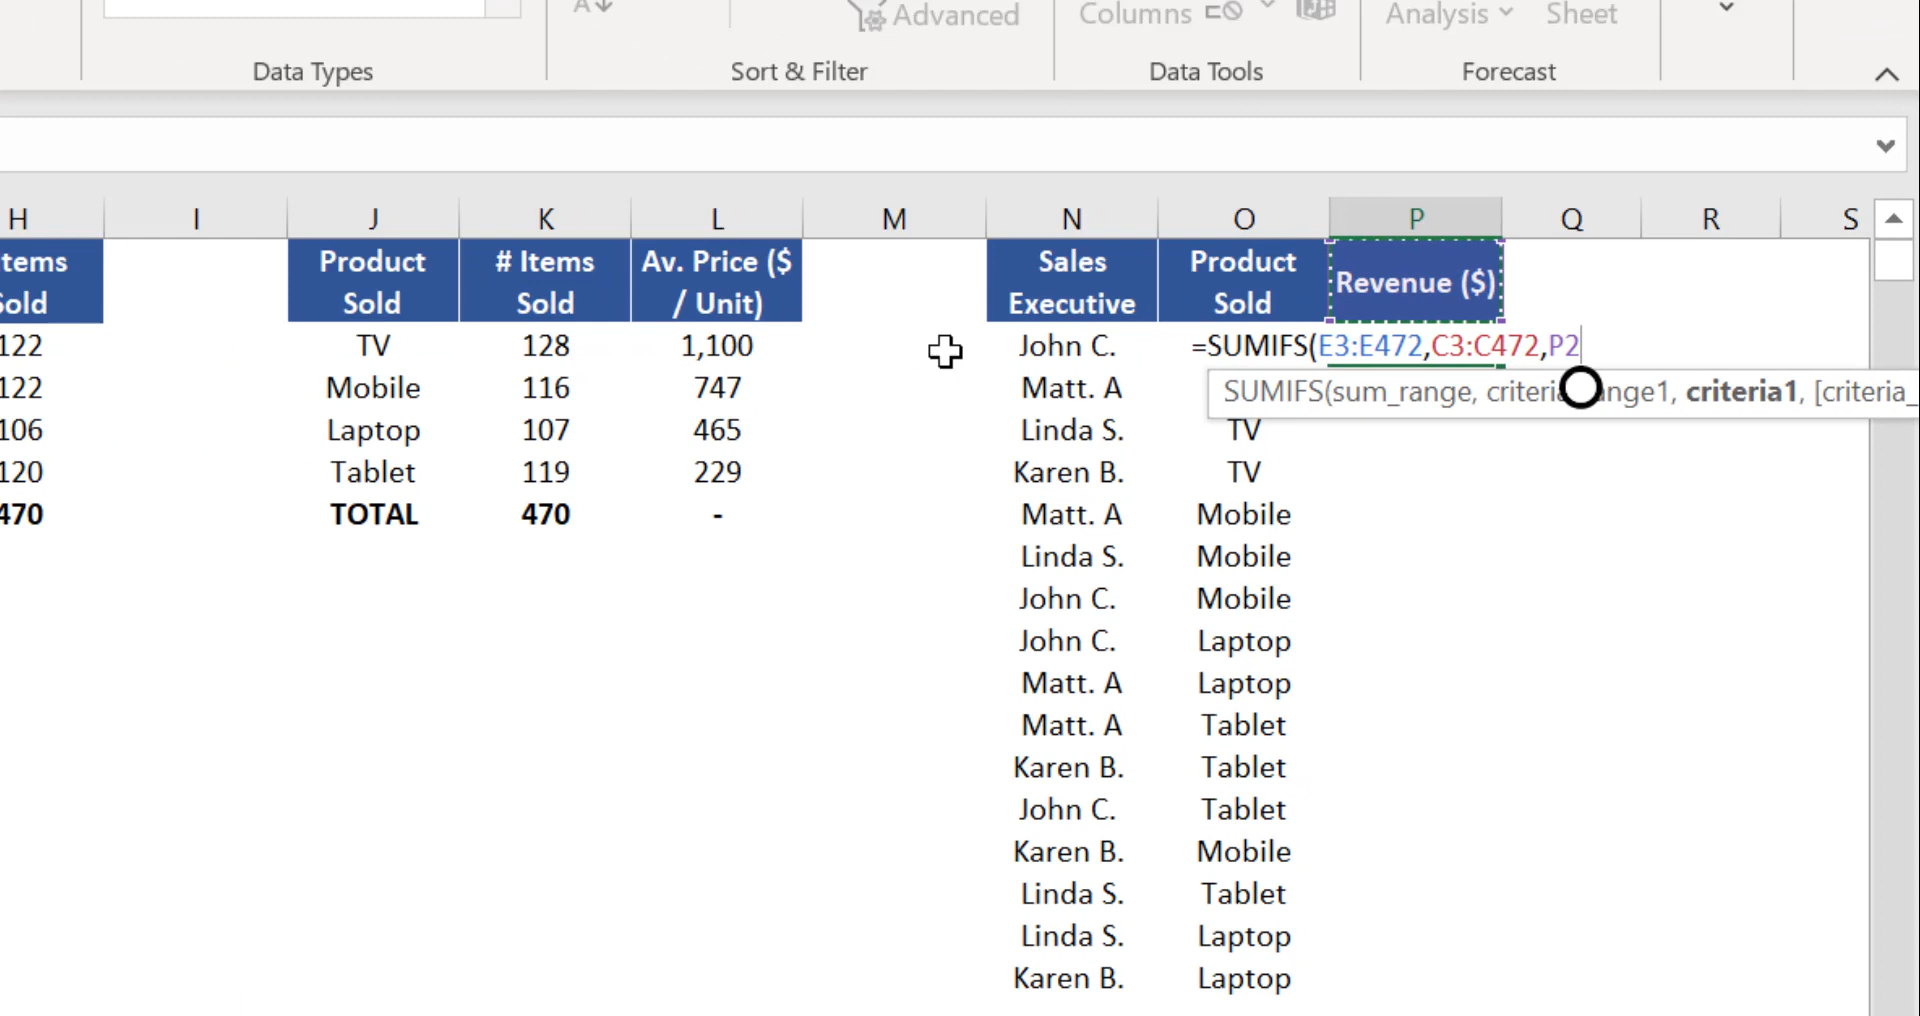 Advanced
Columns
Analysis
Sheet
Data Types
Sort & Filter
Data Tools
Forecast
H I J K L M N O P Q R S
tems Sold
Product Sold
# Items Sold
Av. Price ($ / Unit)
Sales Executive
Product Sold
Revenue ($)
122 TV 128 1,100 John C. =SUMIFS(E3:E472,C3:C472,P2
122 Mobile 116 747 Matt. A SUMIFS(sum_range, criteria_range1, criteria1, [criteria_
106 Laptop 107 465 Linda S. TV
120 Tablet 119 229 Karen B. TV
470 TOTAL 470 - Matt. A Mobile
Linda S. Mobile
John C. Mobile
John C. Laptop
Matt. A Laptop
Matt. A Tablet
Karen B. Tablet
John C. Tablet
Karen B. Mobile
Linda S. Tablet
Linda S. Laptop
Karen B. Laptop